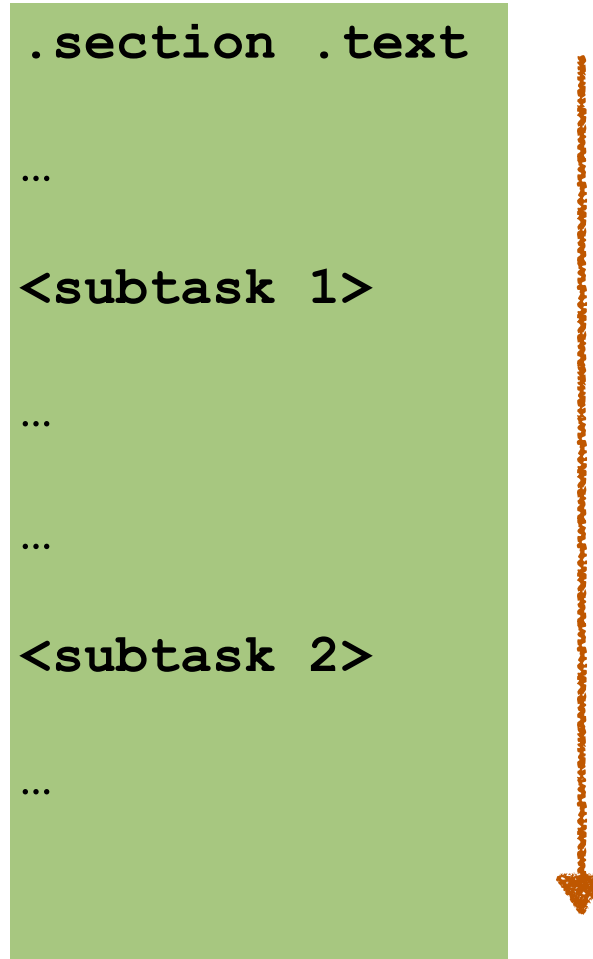 .section .text
…
<subtask 1>
…
…
<subtask 2>
…